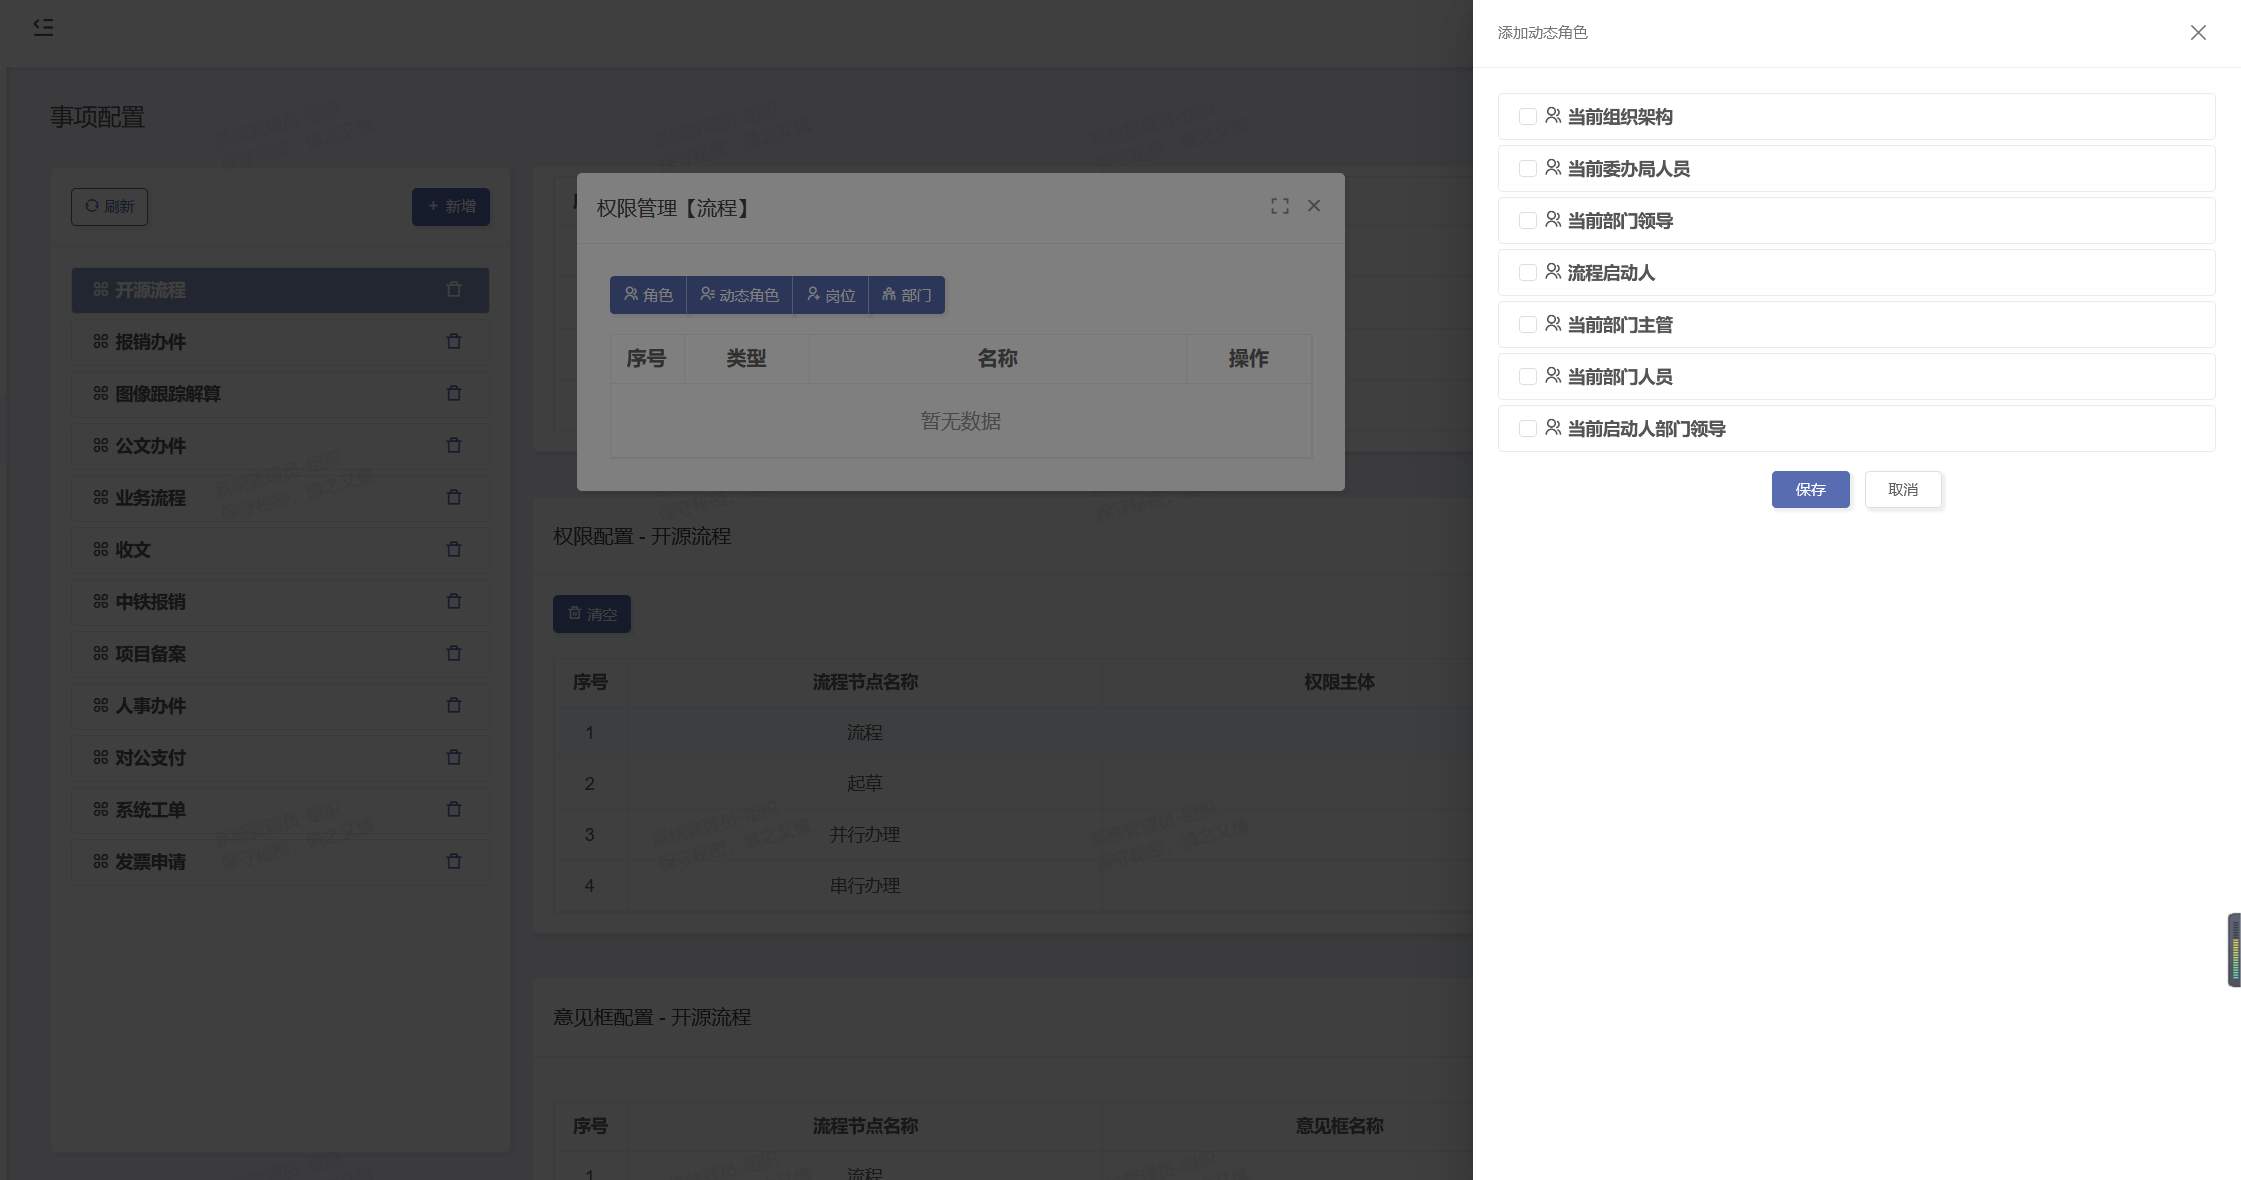 添加动态角色
当前组织架构
当前委办局人员
当前部门领导
流程启动人
当前部门主管
当前部门人员
当前启动人部门领导
保存 取消
事项配置
刷新 新增
开源流程
报销办件
图像跟踪解算
公文办件
业务流程
收文
中铁报销
项目备案
人事办件
对公支付
系统工单
发票申请
权限管理【流程】
角色 动态角色 岗位 部门
序号 类型 名称 操作
暂无数据
权限配置 - 开源流程
清空
序号 流程节点名称 权限主体
1 流程
2 起草
3 并行办理
4 串行办理
意见框配置 - 开源流程
序号 流程节点名称 意见框名称
1 流程